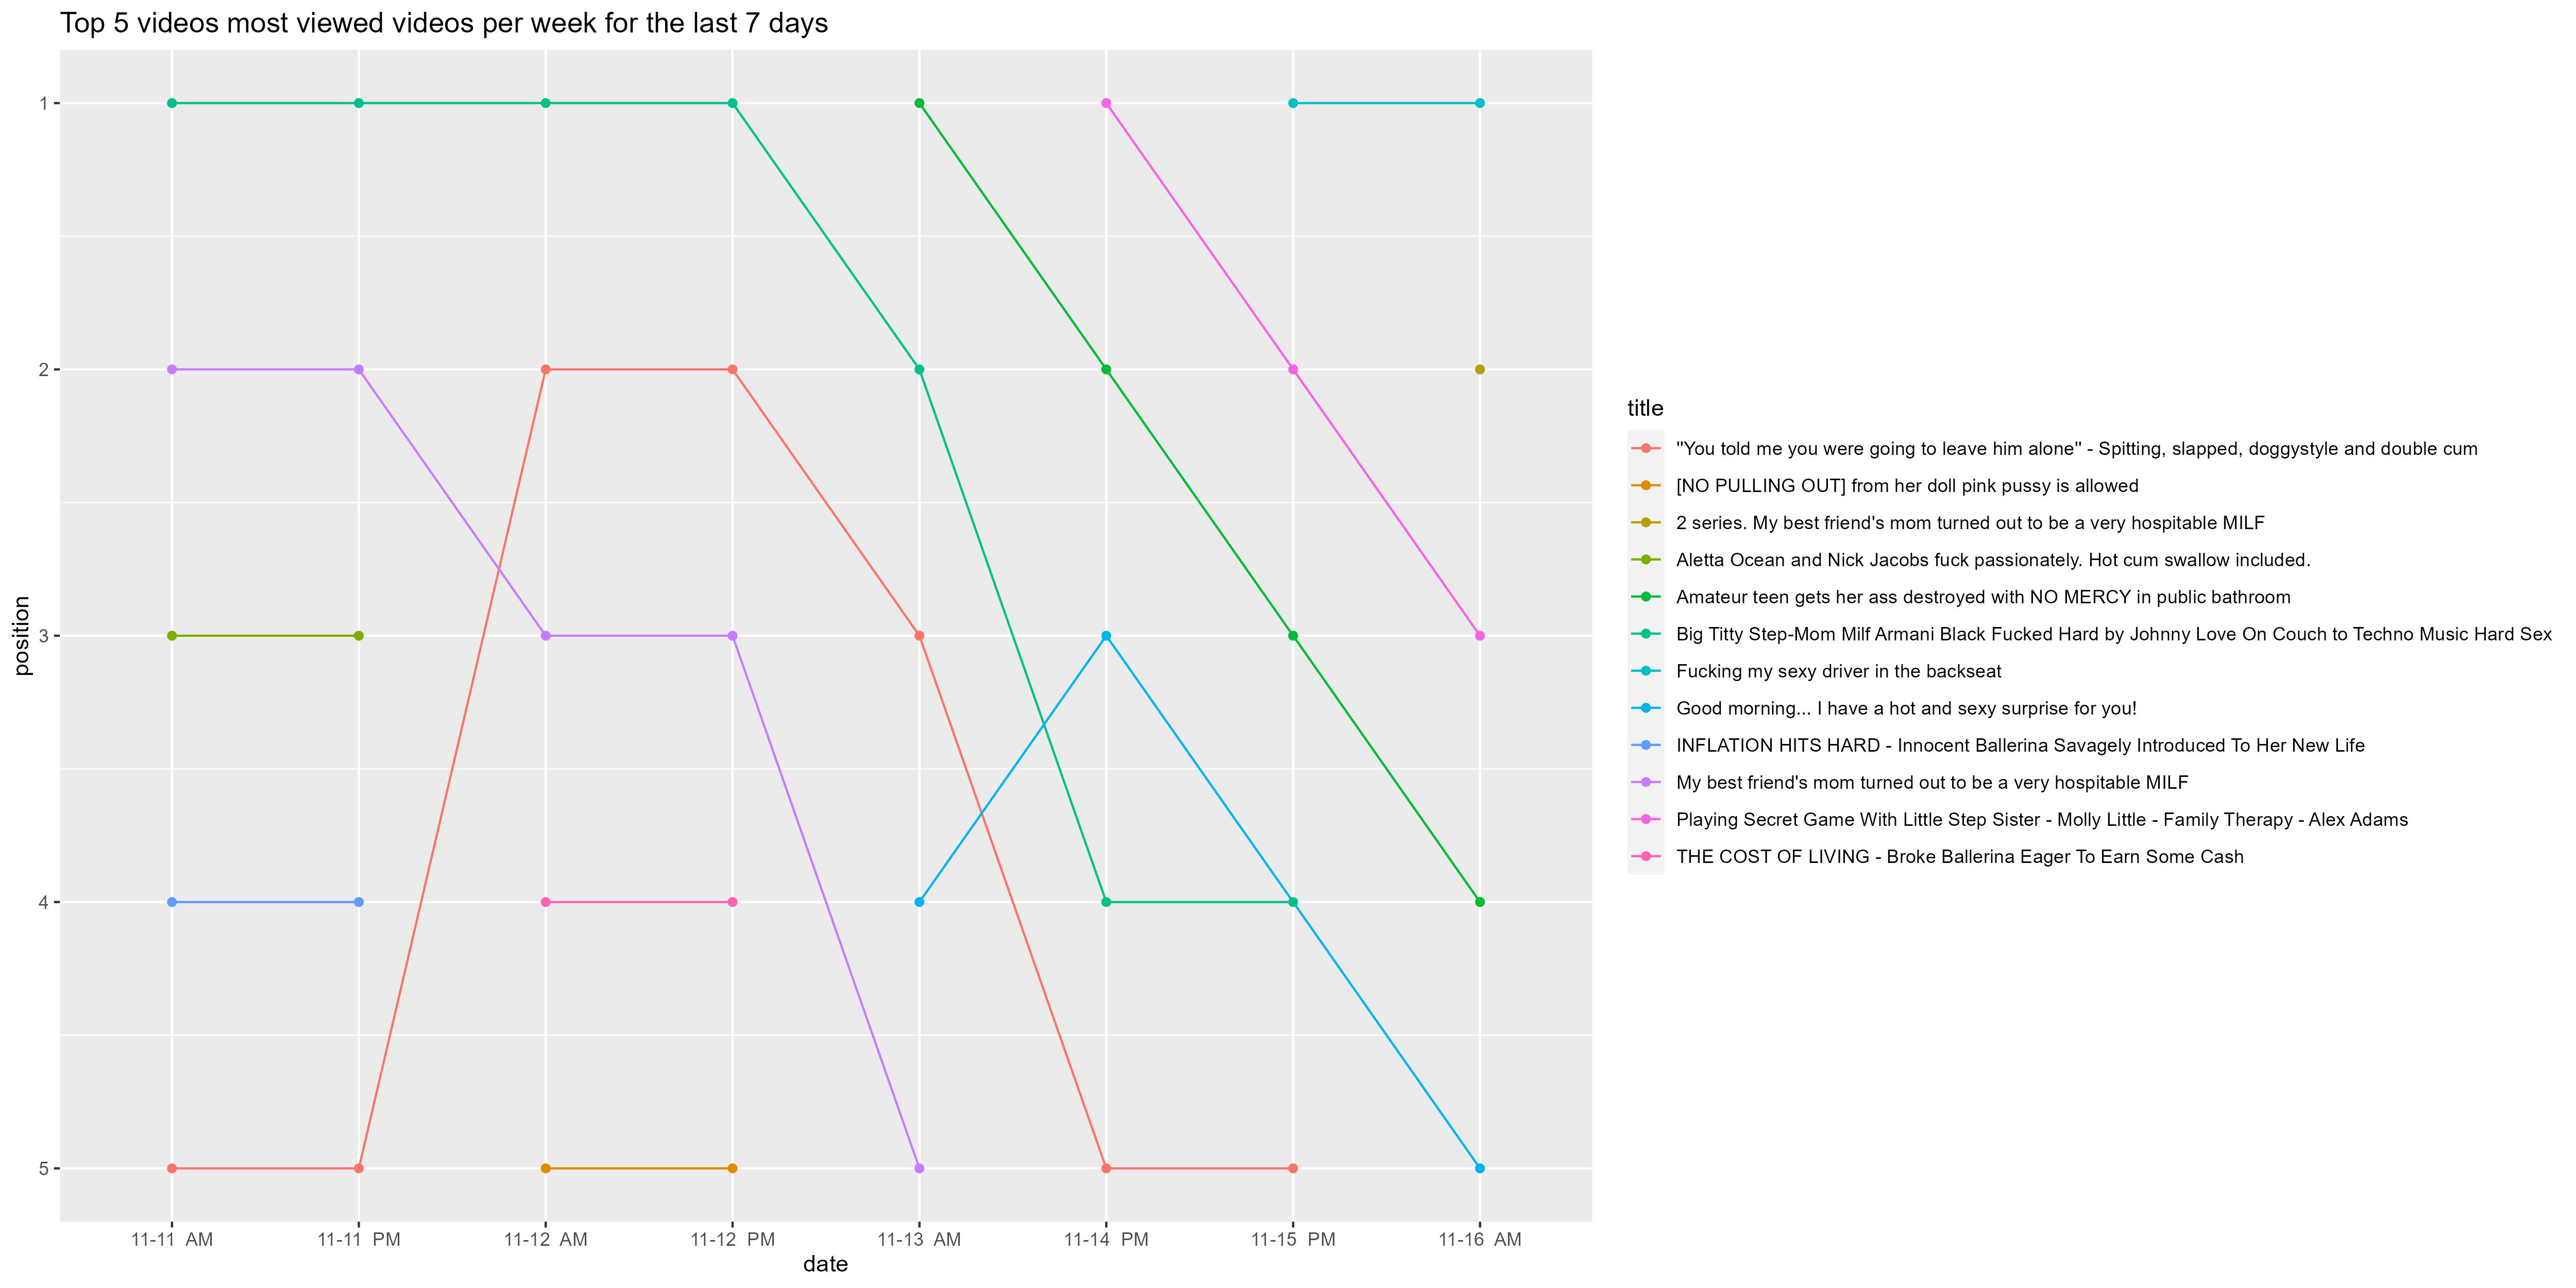 Top 5 videos most viewed videos per week for the last 7 days
1
2
3
4
5
position
11-11 AM
11-11 PM
11-12 AM
11-12 PM
11-13 AM
11-14 PM
11-15 PM
11-16 AM
date
title
"You told me you were going to leave him alone" - Spitting, slapped, doggystyle and double cum
[NO PULLING OUT] from her doll pink pussy is allowed
2 series. My best friend's mom turned out to be a very hospitable MILF
Aletta Ocean and Nick Jacobs fuck passionately. Hot cum swallow included.
Amateur teen gets her ass destroyed with NO MERCY in public bathroom
Big Titty Step-Mom Milf Armani Black Fucked Hard by Johnny Love On Couch to Techno Music Hard Sex
Fucking my sexy driver in the backseat
Good morning... I have a hot and sexy surprise for you!
INFLATION HITS HARD - Innocent Ballerina Savagely Introduced To Her New Life
My best friend's mom turned out to be a very hospitable MILF
Playing Secret Game With Little Step Sister - Molly Little - Family Therapy - Alex Adams
THE COST OF LIVING - Broke Ballerina Eager To Earn Some Cash